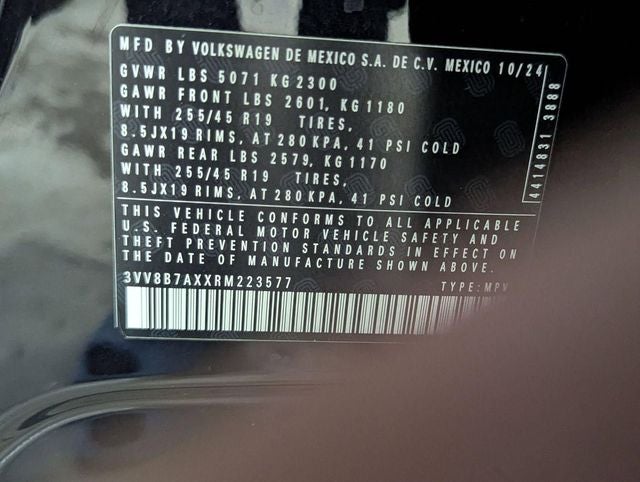 MFD BY VOLKSWAGEN DE MEXICO S.A. DE C.V. MEXICO 10/24
GVWR LBS 5071 KG 2300
GAWR FRONT LBS 2601, KG 1180
WITH 255/45 R19 TIRES,
8.5JX19 RIMS, AT 280 KPA, 41 PSI COLD
GAWR REAR LBS 2579, KG 1170
WITH 255/45 R19 TIRES,
8.5JX19 RIMS, AT 280 KPA, 41 PSI COLD
THIS VEHICLE CONFORMS TO ALL APPLICABLE
U.S. FEDERAL MOTOR VEHICLE SAFETY AND
THEFT PREVENTION STANDARDS IN EFFECT ON
THE DATE OF MANUFACTURE SHOWN ABOVE.
3VV8B7AXXRM223577 TYPE: MPV
4414831 3888